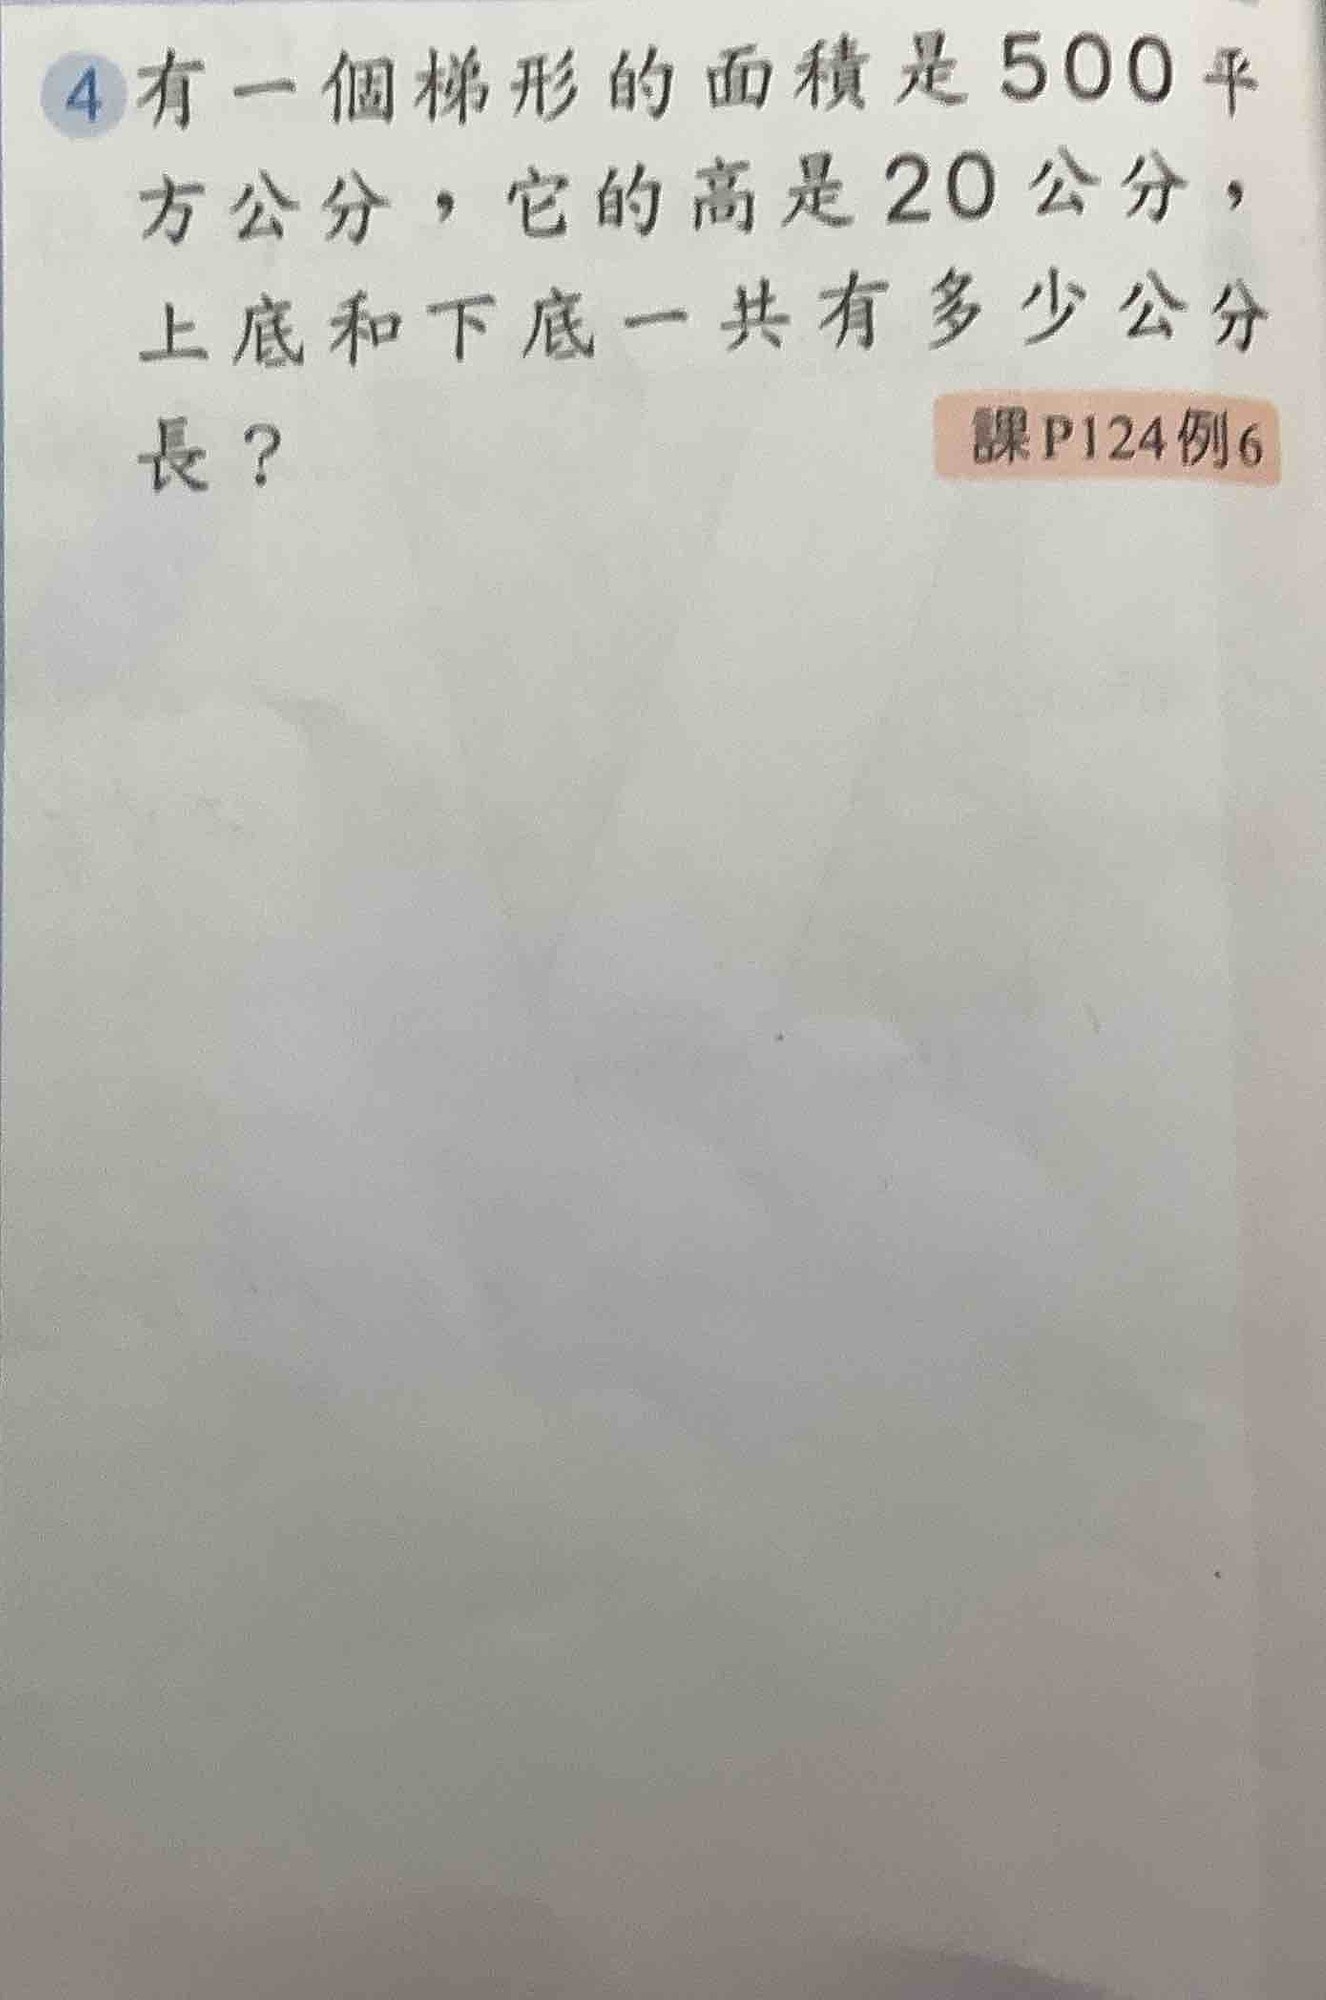 4 有一個梯形的面積是500平
方公分，它的高是20公分，
上底和下底一共有多少公分
長？
課P124例6